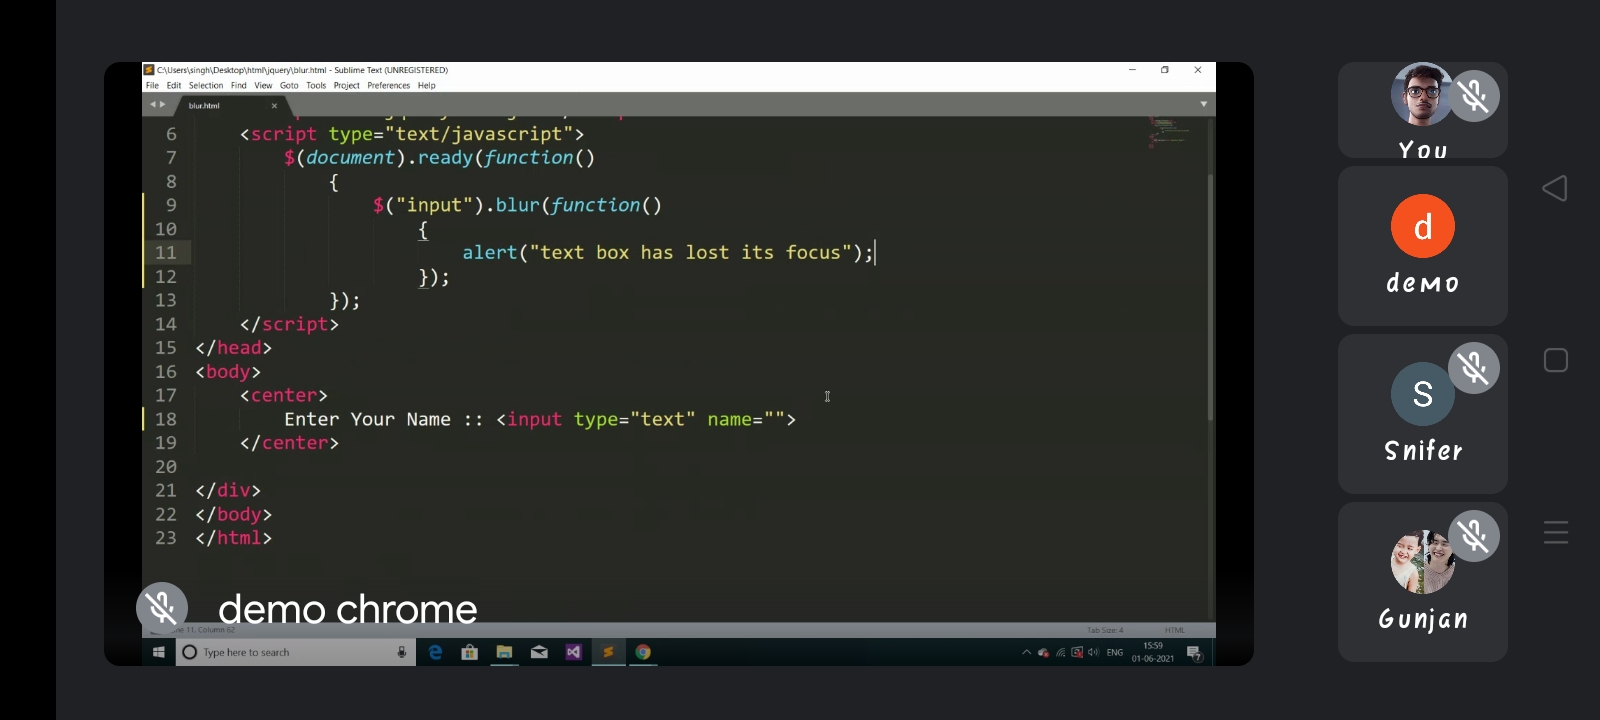 C:\Users\singh\Desktop\html\jquery\blur.html - Sublime Text (UNREGISTERED)
File Edit Selection Find View Goto Tools Project Preferences Help
blur.html
6 <script type="text/javascript">
7 $(document).ready(function()
8 {
9 $("input").blur(function()
10 {
11 alert("text box has lost its focus");
12 });
13 });
14 </script>
15 </head>
16 <body>
17 <center>
18 Enter Your Name :: <input type="text" name="">
19 </center>
20
21 </div>
22 </body>
23 </html>
demo chrome
Line 11, Column 62
Tab Size: 4 HTML
Type here to search
ENG
15:59
01-06-2021
7
You
d
demo
S
Snifer
Gunjan